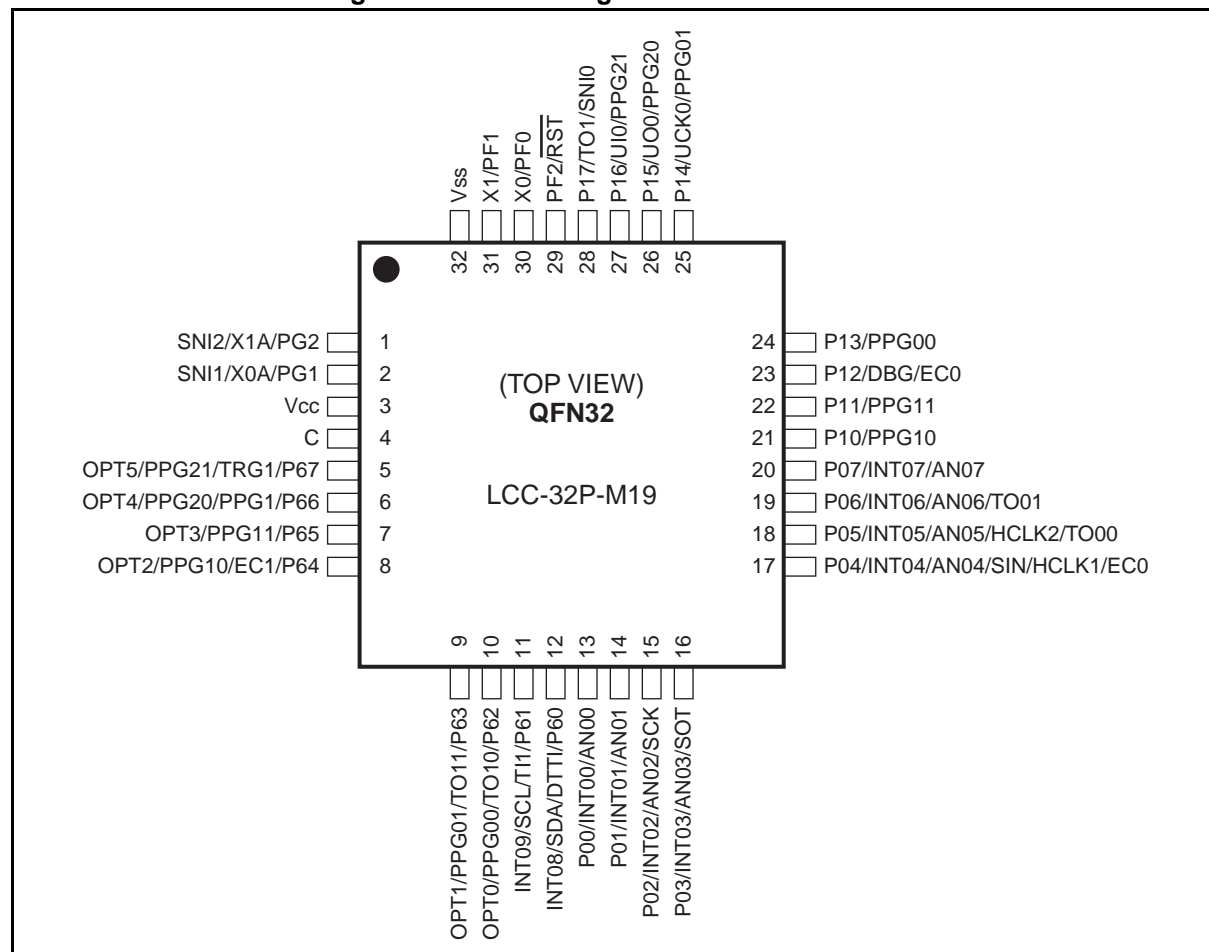 Vss
X1/PF1
X0/PF0
PF2/RST
P17/TO1/SNI0
P16/UI0/PPG21
P15/UO0/PPG20
P14/UCK0/PPG01
32
31
30
29
28
27
26
25
SNI2/X1A/PG2 1
SNI1/X0A/PG1 2
Vcc 3
C 4
OPT5/PPG21/TRG1/P67 5
OPT4/PPG20/PPG1/P66 6
OPT3/PPG11/P65 7
OPT2/PPG10/EC1/P64 8
(TOP VIEW)
QFN32
LCC-32P-M19
24 P13/PPG00
23 P12/DBG/EC0
22 P11/PPG11
21 P10/PPG10
20 P07/INT07/AN07
19 P06/INT06/AN06/TO01
18 P05/INT05/AN05/HCLK2/TO00
17 P04/INT04/AN04/SIN/HCLK1/EC0
9
10
11
12
13
14
15
16
OPT1/PPG01/TO11/P63
OPT0/PPG00/TO10/P62
INT09/SCL/TI1/P61
INT08/SDA/DTTI/P60
P00/INT00/AN00
P01/INT01/AN01
P02/INT02/AN02/SCK
P03/INT03/AN03/SOT